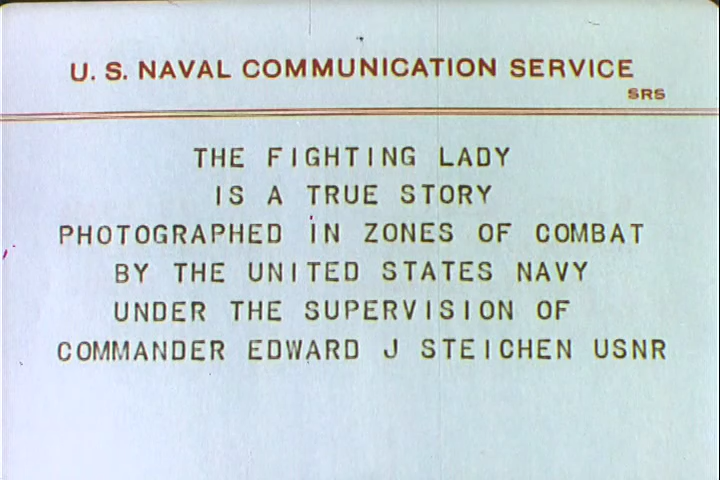 U. S. NAVAL COMMUNICATION SERVICE
SRS
THE FIGHTING LADY
IS A TRUE STORY
PHOTOGRAPHED IN ZONES OF COMBAT
BY THE UNITED STATES NAVY
UNDER THE SUPERVISION OF
COMMANDER EDWARD J STEICHEN USNR